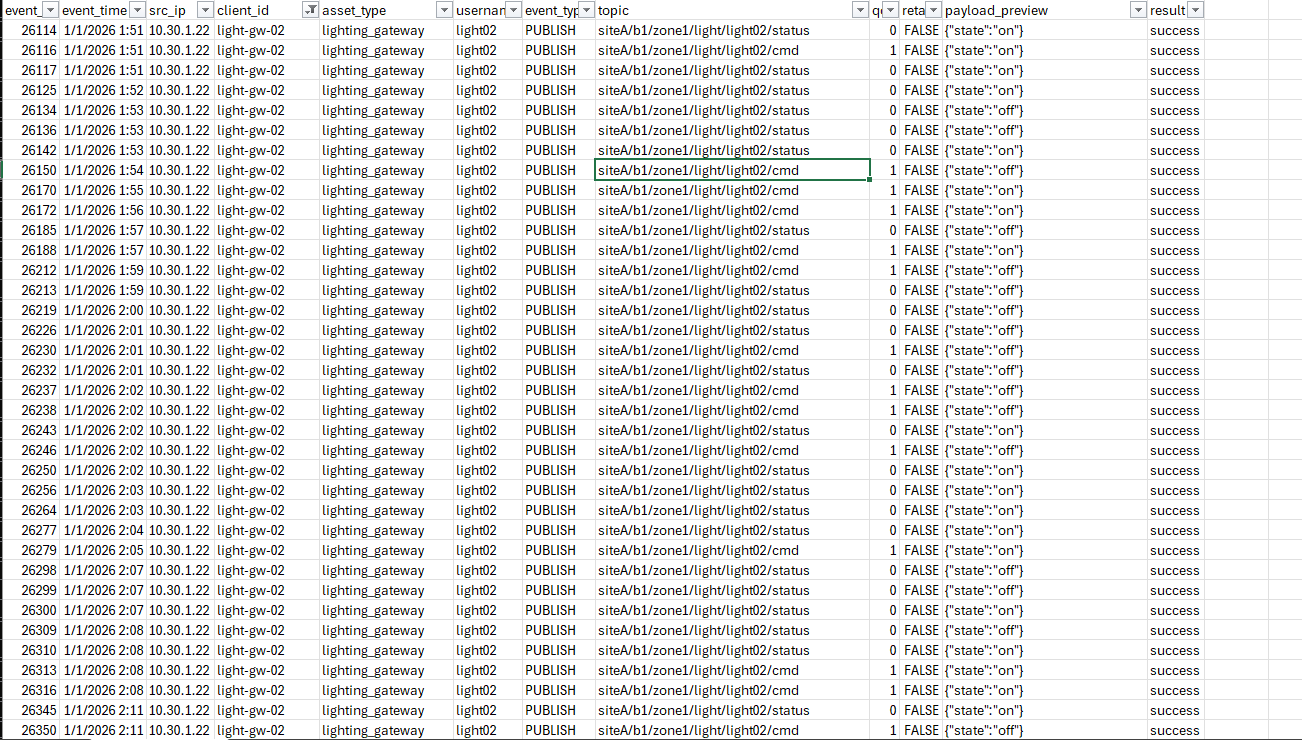 event_ event_time src_ip client_id asset_type usernan event_typ topic q reta payload_preview result
26114 1/1/2026 1:51 10.30.1.22 light-gw-02 lighting_gateway light02 PUBLISH siteA/b1/zone1/light/light02/status 0 FALSE {"state":"on"} success
26116 1/1/2026 1:51 10.30.1.22 light-gw-02 lighting_gateway light02 PUBLISH siteA/b1/zone1/light/light02/cmd 1 FALSE {"state":"on"} success
26117 1/1/2026 1:51 10.30.1.22 light-gw-02 lighting_gateway light02 PUBLISH siteA/b1/zone1/light/light02/status 0 FALSE {"state":"on"} success
26125 1/1/2026 1:52 10.30.1.22 light-gw-02 lighting_gateway light02 PUBLISH siteA/b1/zone1/light/light02/status 0 FALSE {"state":"on"} success
26134 1/1/2026 1:53 10.30.1.22 light-gw-02 lighting_gateway light02 PUBLISH siteA/b1/zone1/light/light02/status 0 FALSE {"state":"off"} success
26136 1/1/2026 1:53 10.30.1.22 light-gw-02 lighting_gateway light02 PUBLISH siteA/b1/zone1/light/light02/status 0 FALSE {"state":"off"} success
26142 1/1/2026 1:53 10.30.1.22 light-gw-02 lighting_gateway light02 PUBLISH siteA/b1/zone1/light/light02/status 0 FALSE {"state":"on"} success
26150 1/1/2026 1:54 10.30.1.22 light-gw-02 lighting_gateway light02 PUBLISH siteA/b1/zone1/light/light02/cmd 1 FALSE {"state":"off"} success
26170 1/1/2026 1:55 10.30.1.22 light-gw-02 lighting_gateway light02 PUBLISH siteA/b1/zone1/light/light02/cmd 1 FALSE {"state":"on"} success
26172 1/1/2026 1:56 10.30.1.22 light-gw-02 lighting_gateway light02 PUBLISH siteA/b1/zone1/light/light02/cmd 1 FALSE {"state":"on"} success
26185 1/1/2026 1:57 10.30.1.22 light-gw-02 lighting_gateway light02 PUBLISH siteA/b1/zone1/light/light02/status 0 FALSE {"state":"off"} success
26188 1/1/2026 1:57 10.30.1.22 light-gw-02 lighting_gateway light02 PUBLISH siteA/b1/zone1/light/light02/cmd 1 FALSE {"state":"on"} success
26212 1/1/2026 1:59 10.30.1.22 light-gw-02 lighting_gateway light02 PUBLISH siteA/b1/zone1/light/light02/cmd 1 FALSE {"state":"off"} success
26213 1/1/2026 1:59 10.30.1.22 light-gw-02 lighting_gateway light02 PUBLISH siteA/b1/zone1/light/light02/status 0 FALSE {"state":"off"} success
26219 1/1/2026 2:00 10.30.1.22 light-gw-02 lighting_gateway light02 PUBLISH siteA/b1/zone1/light/light02/status 0 FALSE {"state":"off"} success
26226 1/1/2026 2:01 10.30.1.22 light-gw-02 lighting_gateway light02 PUBLISH siteA/b1/zone1/light/light02/status 0 FALSE {"state":"off"} success
26230 1/1/2026 2:01 10.30.1.22 light-gw-02 lighting_gateway light02 PUBLISH siteA/b1/zone1/light/light02/cmd 1 FALSE {"state":"off"} success
26232 1/1/2026 2:01 10.30.1.22 light-gw-02 lighting_gateway light02 PUBLISH siteA/b1/zone1/light/light02/status 0 FALSE {"state":"off"} success
26237 1/1/2026 2:02 10.30.1.22 light-gw-02 lighting_gateway light02 PUBLISH siteA/b1/zone1/light/light02/cmd 1 FALSE {"state":"off"} success
26238 1/1/2026 2:02 10.30.1.22 light-gw-02 lighting_gateway light02 PUBLISH siteA/b1/zone1/light/light02/cmd 1 FALSE {"state":"off"} success
26243 1/1/2026 2:02 10.30.1.22 light-gw-02 lighting_gateway light02 PUBLISH siteA/b1/zone1/light/light02/status 0 FALSE {"state":"on"} success
26246 1/1/2026 2:02 10.30.1.22 light-gw-02 lighting_gateway light02 PUBLISH siteA/b1/zone1/light/light02/cmd 1 FALSE {"state":"off"} success
26250 1/1/2026 2:02 10.30.1.22 light-gw-02 lighting_gateway light02 PUBLISH siteA/b1/zone1/light/light02/status 0 FALSE {"state":"on"} success
26256 1/1/2026 2:03 10.30.1.22 light-gw-02 lighting_gateway light02 PUBLISH siteA/b1/zone1/light/light02/status 0 FALSE {"state":"on"} success
26264 1/1/2026 2:03 10.30.1.22 light-gw-02 lighting_gateway light02 PUBLISH siteA/b1/zone1/light/light02/status 0 FALSE {"state":"off"} success
26277 1/1/2026 2:04 10.30.1.22 light-gw-02 lighting_gateway light02 PUBLISH siteA/b1/zone1/light/light02/status 0 FALSE {"state":"on"} success
26279 1/1/2026 2:05 10.30.1.22 light-gw-02 lighting_gateway light02 PUBLISH siteA/b1/zone1/light/light02/cmd 1 FALSE {"state":"on"} success
26298 1/1/2026 2:07 10.30.1.22 light-gw-02 lighting_gateway light02 PUBLISH siteA/b1/zone1/light/light02/status 0 FALSE {"state":"off"} success
26299 1/1/2026 2:07 10.30.1.22 light-gw-02 lighting_gateway light02 PUBLISH siteA/b1/zone1/light/light02/status 0 FALSE {"state":"off"} success
26300 1/1/2026 2:07 10.30.1.22 light-gw-02 lighting_gateway light02 PUBLISH siteA/b1/zone1/light/light02/status 0 FALSE {"state":"off"} success
26309 1/1/2026 2:08 10.30.1.22 light-gw-02 lighting_gateway light02 PUBLISH siteA/b1/zone1/light/light02/status 0 FALSE {"state":"off"} success
26310 1/1/2026 2:08 10.30.1.22 light-gw-02 lighting_gateway light02 PUBLISH siteA/b1/zone1/light/light02/status 0 FALSE {"state":"on"} success
26313 1/1/2026 2:08 10.30.1.22 light-gw-02 lighting_gateway light02 PUBLISH siteA/b1/zone1/light/light02/cmd 1 FALSE {"state":"off"} success
26316 1/1/2026 2:08 10.30.1.22 light-gw-02 lighting_gateway light02 PUBLISH siteA/b1/zone1/light/light02/cmd 1 FALSE {"state":"on"} success
26345 1/1/2026 2:11 10.30.1.22 light-gw-02 lighting_gateway light02 PUBLISH siteA/b1/zone1/light/light02/status 0 FALSE {"state":"on"} success
26350 1/1/2026 2:11 10.30.1.22 light-gw-02 lighting_gateway light02 PUBLISH siteA/b1/zone1/light/light02/cmd 1 FALSE {"state":"off"} success